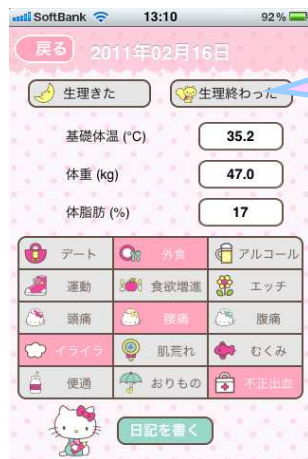 SoftBank 13:10 92%
戻る 2011年02月16日
生理きた 生理終わった
基礎体温 (°C) 35.2
体重 (kg) 47.0
体脂肪 (%) 17
デート 外食 アルコール
運動 食欲増進 エッチ
頭痛 腰痛 腹痛
イライラ 肌荒れ むくみ
便通 おりもの 不正出血
日記を書く